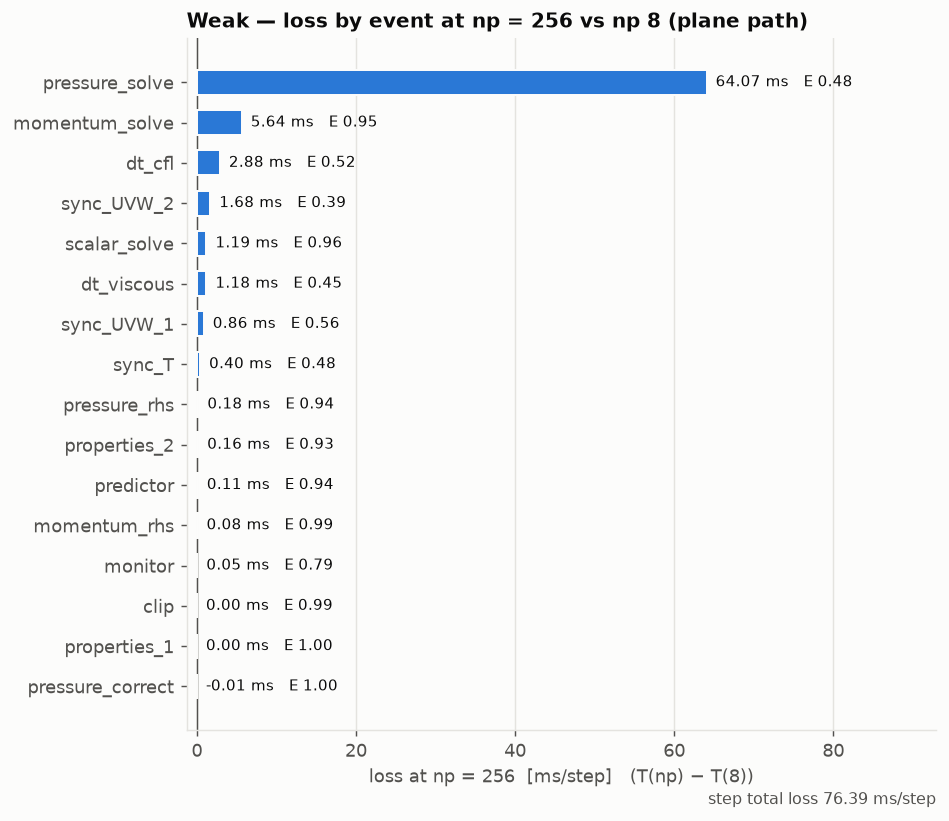 Weak — loss by event at np = 256 vs np 8 (plane path)
pressure_solve 64.07 ms E 0.48
momentum_solve 5.64 ms E 0.95
dt_cfl 2.88 ms E 0.52
sync_UVW_2 1.68 ms E 0.39
scalar_solve 1.19 ms E 0.96
dt_viscous 1.18 ms E 0.45
sync_UVW_1 0.86 ms E 0.56
sync_T 0.40 ms E 0.48
pressure_rhs 0.18 ms E 0.94
properties_2 0.16 ms E 0.93
predictor 0.11 ms E 0.94
momentum_rhs 0.08 ms E 0.99
monitor 0.05 ms E 0.79
clip 0.00 ms E 0.99
properties_1 0.00 ms E 1.00
pressure_correct -0.01 ms E 1.00
0 20 40 60 80
loss at np = 256 [ms/step] (T(np) − T(8))
step total loss 76.39 ms/step